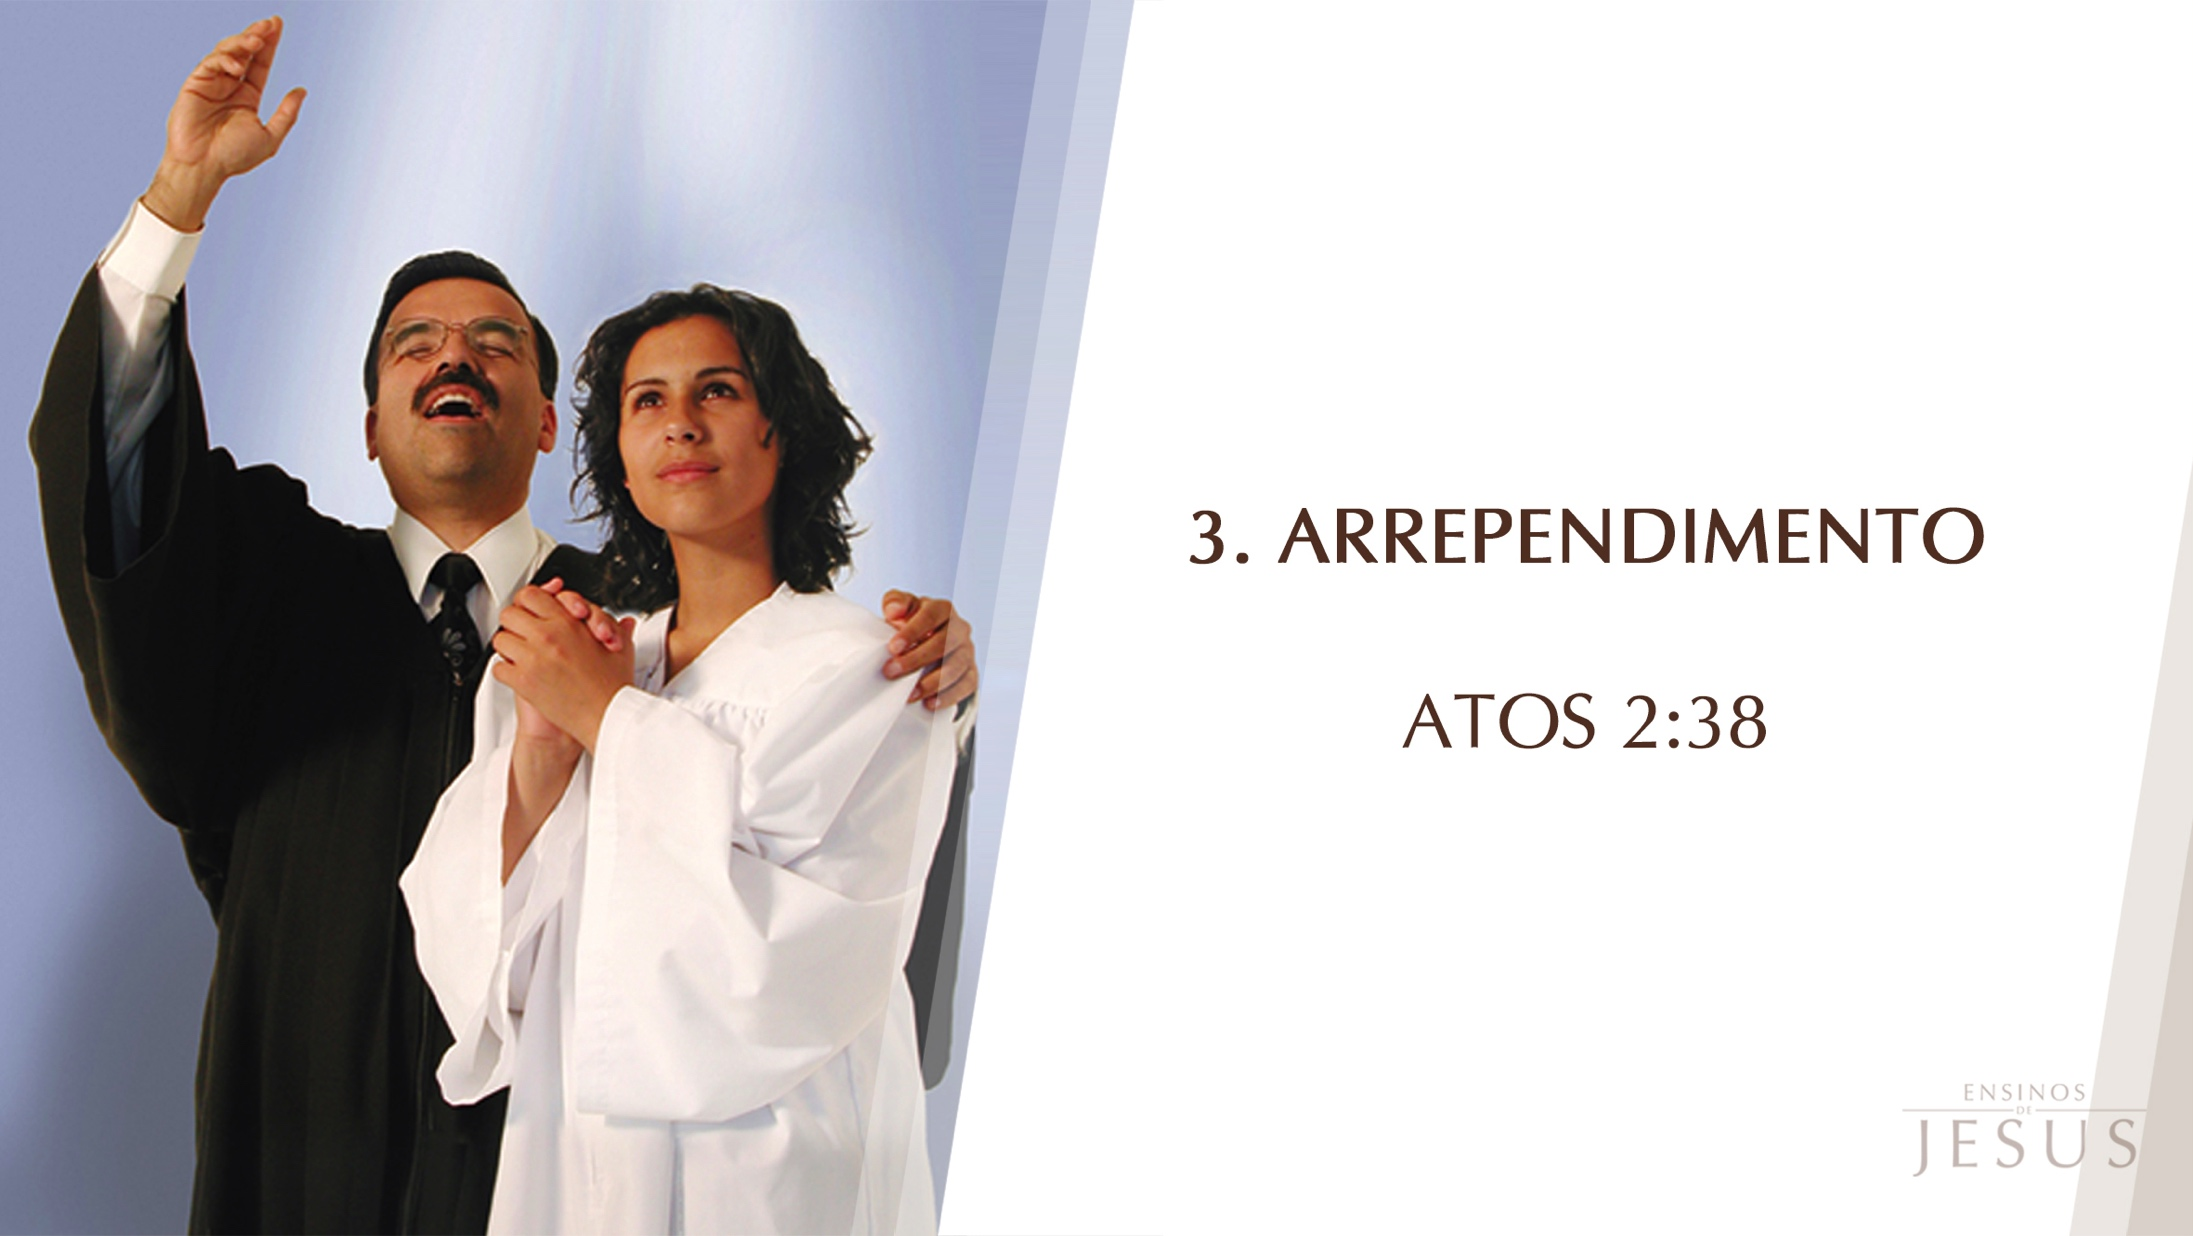 3. ARREPENDIMENTO
ATOS 2:38
ENSINOS
DE
JESUS